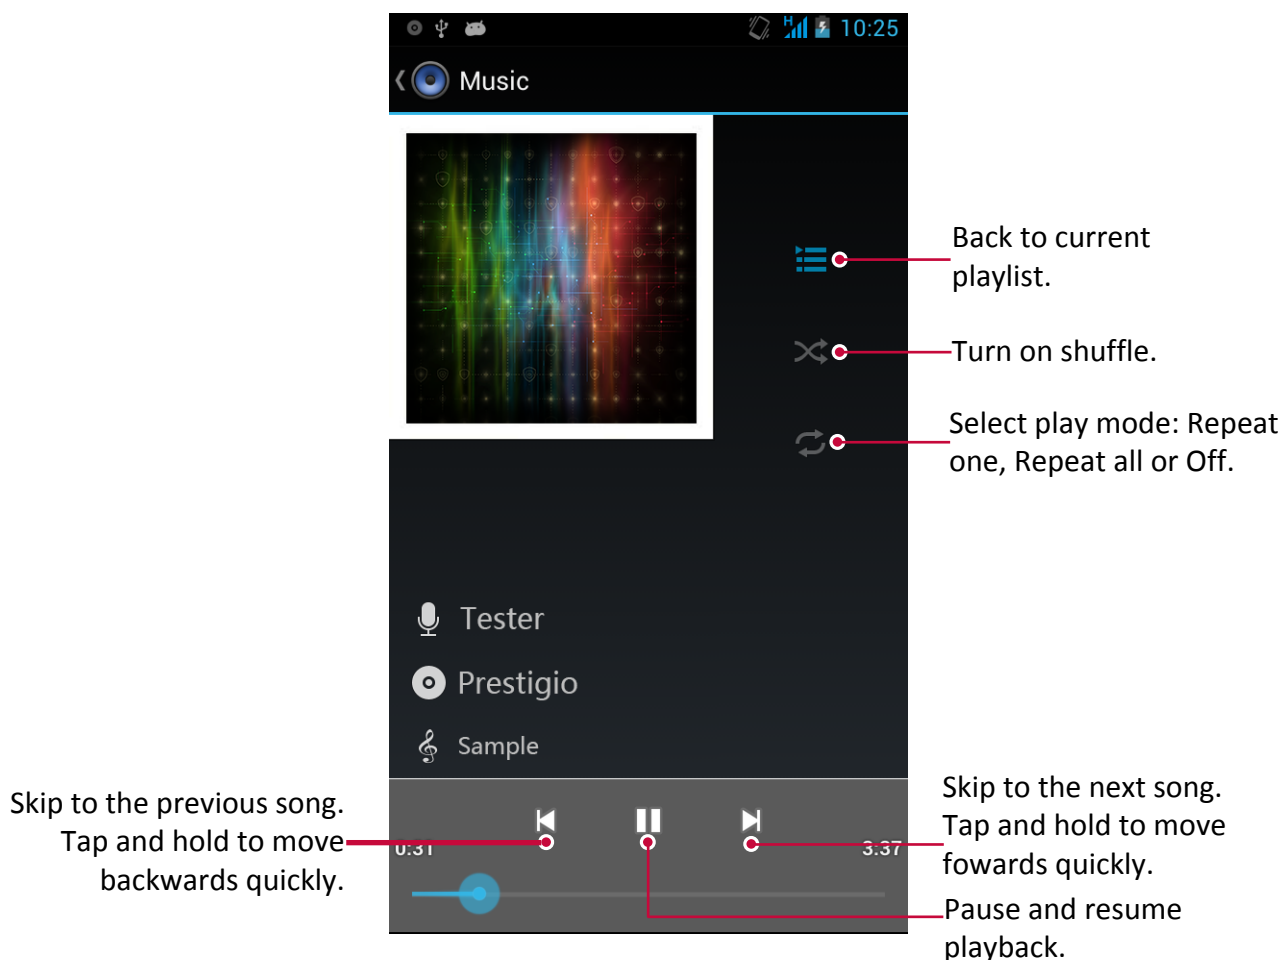 H 10:25
Music
Back to current
playlist.
Turn on shuffle.
Select play mode: Repeat
one, Repeat all or Off.
Tester
Prestigio
Sample
Skip to the previous song.
Tap and hold to move
backwards quickly.
0:31
3:37
Skip to the next song.
Tap and hold to move
fowards quickly.
Pause and resume
playback.